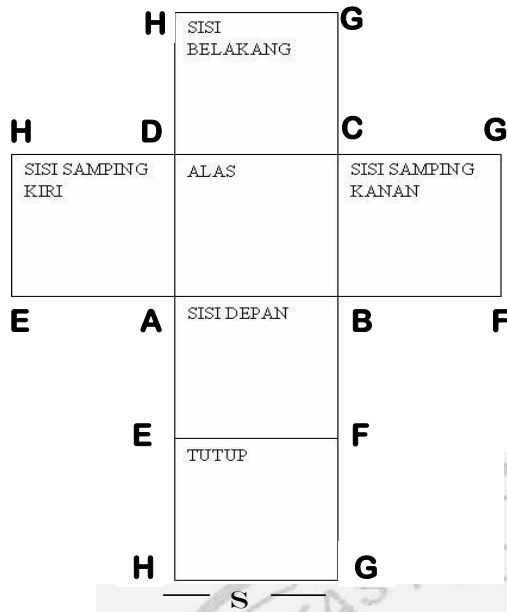 H G
SISI
BELAKANG
H D C G
SISI SAMPING
KIRI
ALAS
SISI SAMPING
KANAN
E A SISI DEPAN B F
E F
TUTUP
H G
S